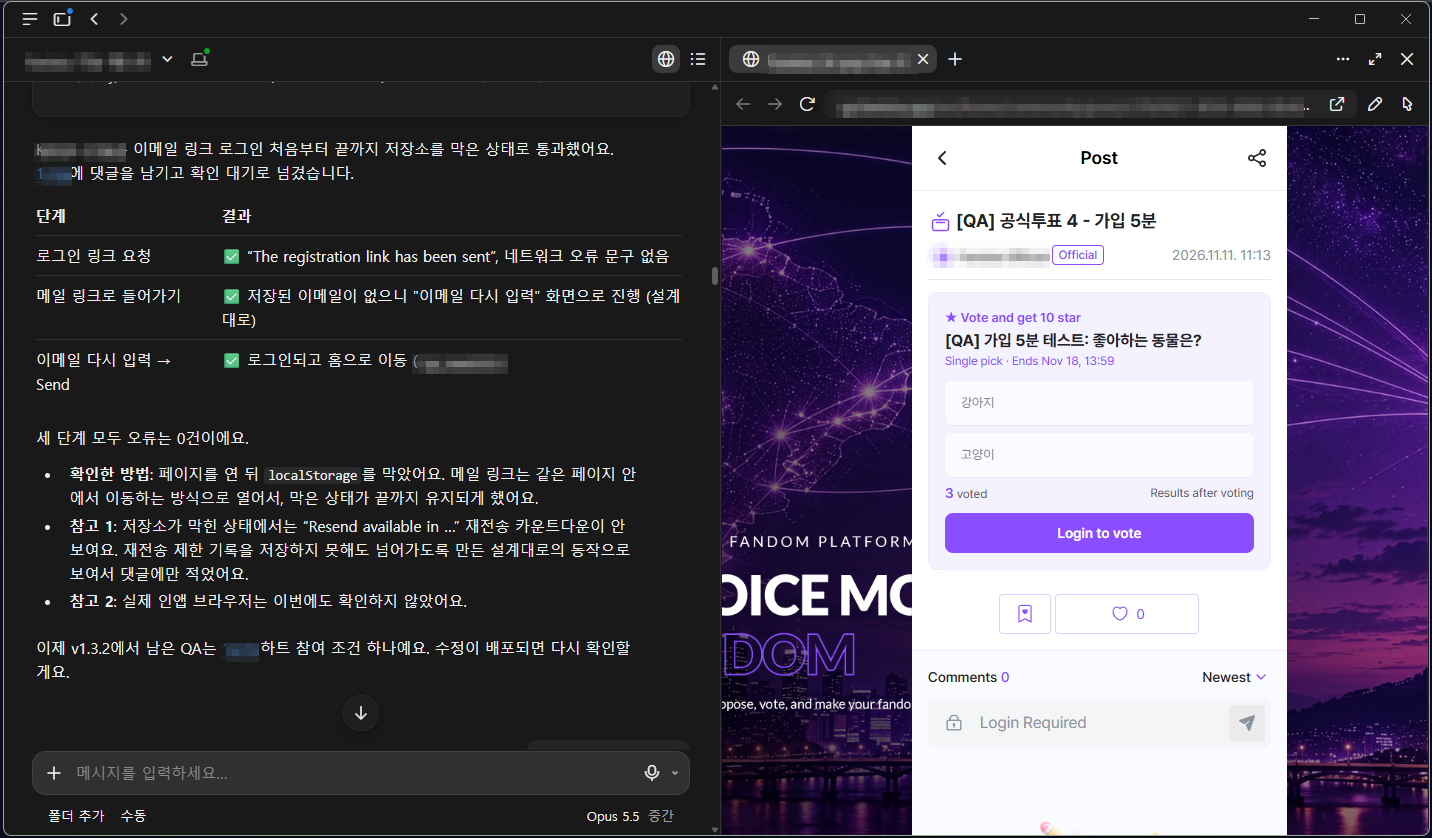 이메일 링크 로그인 처음부터 끝까지 저장소를 막은 상태로 통과했어요.
에 댓글을 남기고 확인 대기로 넘겼습니다.
단계 결과
로그인 링크 요청 ✅ “The registration link has been sent”, 네트워크 오류 문구 없음
메일 링크로 들어가기 ✅ 저장된 이메일이 없으니 "이메일 다시 입력" 화면으로 진행 (설계
대로)
이메일 다시 입력 → ✅ 로그인되고 홈으로 이동 (
Send
세 단계 모두 오류는 0건이에요.
• 확인한 방법: 페이지를 연 뒤 localStorage를 막았어요. 메일 링크는 같은 페이지 안
에서 이동하는 방식으로 열어서, 막은 상태가 끝까지 유지되게 했어요.
• 참고 1: 저장소가 막힌 상태에서는 “Resend available in …” 재전송 카운트다운이 안
보여요. 재전송 제한 기록을 저장하지 못해도 넘어가도록 만든 설계대로의 동작으로
보여서 댓글에만 적었어요.
• 참고 2: 실제 인앱 브라우저는 이번에도 확인하지 않았어요.
이제 v1.3.2에서 남은 QA는 하트 참여 조건 하나예요. 수정이 배포되면 다시 확인할
게요.
메시지를 입력하세요...
폴더 추가 수동 Opus 5.5 중간
Post
[QA] 공식투표 4 - 가입 5분
Official 2026.11.11. 11:13
★ Vote and get 10 star
[QA] 가입 5분 테스트: 좋아하는 동물은?
Single pick · Ends Nov 18, 13:59
강아지
고양이
3 voted Results after voting
Login to vote
0
Comments 0 Newest
Login Required
FANDOM PLATFORM
OICE MO
DOM
opose, vote, and make your fando